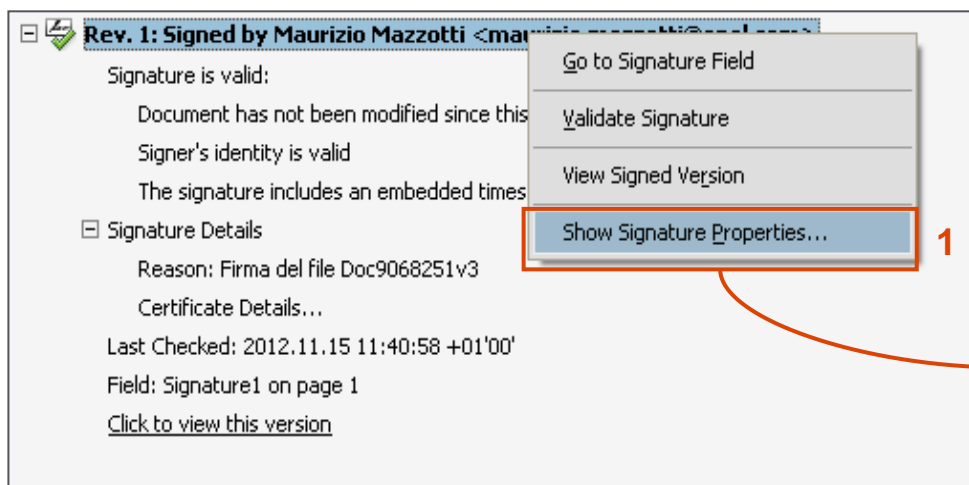 Rev. 1: Signed by Maurizio Mazzotti
Go to Signature Field
Signature is valid:
Document has not been modified since this
Validate Signature
Signer's identity is valid
View Signed Version
The signature includes an embedded times
Signature Details
Show Signature Properties...
1
Reason: Firma del file Doc9068251v3
Certificate Details...
Last Checked: 2012.11.15 11:40:58 +01'00'
Field: Signature1 on page 1
Click to view this version